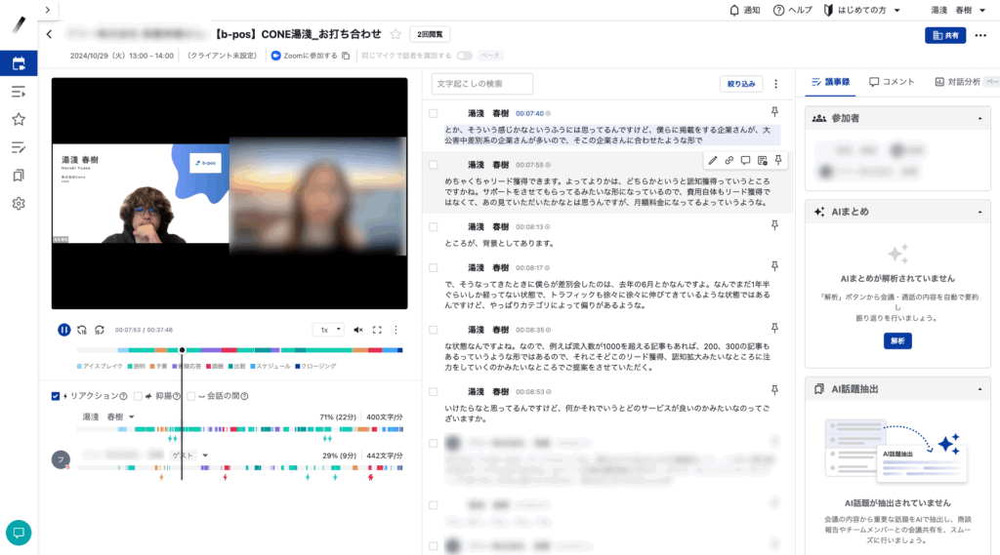 通知
ヘルプ
はじめての方
湯淺 春樹
【b-pos】CONE湯淺_お打ち合わせ
2回閲覧
共有
2024/10/29（火）13:00 - 14:00
（クライアント未設定）
Zoomに参加する
同じマイクで話者を識別する
ベータ
湯淺 春樹
Haruki Yuasa
b-pos
00:07:53 / 00:37:46
1x
アイスブレイク
説明
予算
質疑応答
課題
比較
スケジュール
クロージング
リアクション
抑揚
会話の間
湯淺 春樹
71% (22分)
400文字/分
フ
ゲスト
29% (9分)
442文字/分
文字起こしの検索
絞り込み
湯淺 春樹 00:07:40
とか、そういう感じかなというふうには思ってるんですけど、僕らに掲載をする企業さんが、大
公害中差別系の企業さんが多いので、そこの企業さんに合わせたような形で
湯淺 春樹 00:07:55
めちゃくちゃリード獲得できます。よってよりかは、どちらかというと認知獲得っていうところ
ですかね。サポートをさせてもらってるみたいな形になっているので、費用自体もリード獲得で
はなくて、あの見ていただいたかなとは思うんですが、月額料金になってるよっていうような。
湯淺 春樹 00:08:13
ところが、背景としてあります。
湯淺 春樹 00:08:17
で、そうなってきたときに僕らが差別会したのは、去年の6月とかなんですよ。なんでまだ1年半
ぐらいしか経ってない状態で、トラフィックも徐々に徐々に伸びてきているような状態ではある
んですけど、やっぱりカテゴリによって偏りがあるような。
湯淺 春樹 00:08:35
な状態なんですよね。なので、例えば流入数が1000を超える記事もあれば、200、300の記事も
あるっていうような形ではあるので、それこそどこのリード獲得、認知拡大みたいなところに注
力をしていくのかみたいなところでご提案をさせていただく。
湯淺 春樹 00:08:53
いけたらなと思ってるんですけど、何かそれでいうとどのサービスが良いのかみたいなのってご
ざいますか。
議事録
コメント
対話分析
ベー
参加者
AIまとめ
AIまとめが解析されていません
「解析」ボタンから会議・通話の内容を自動で要約
し
振り返りを行いましょう。
解析
AI話題抽出
AI話題抽出
AI話題が抽出されていません
会議の内容から重要な話題をAIで抽出し、商談
報告やチームメンバーとの会議共有を、スムー
ズに行いましょう。